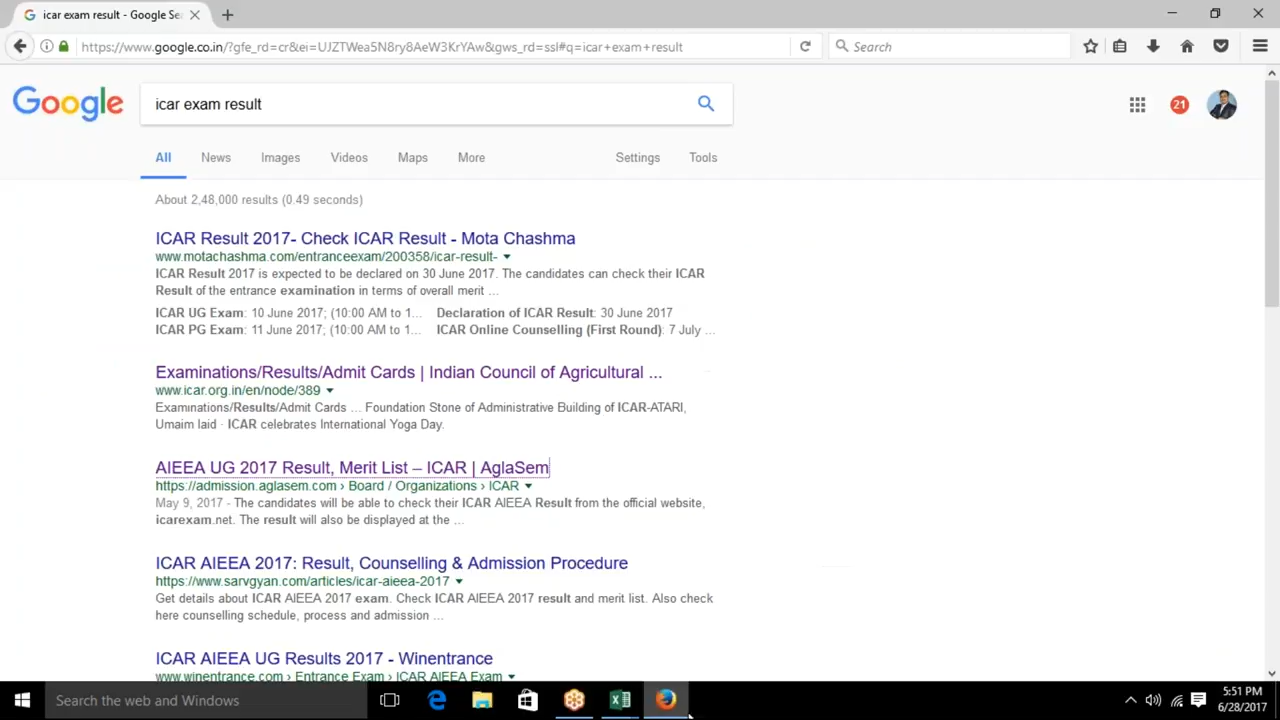 icar exam result - Google Se
https://www.google.co.in/?gfe_rd=cr&ei=UJZTWea5N8ry8AeW3KrYAw&gws_rd=ssl#q=icar+exam+result
Search
Google
icar exam result
21
All News Images Videos Maps More Settings Tools
About 2,48,000 results (0.49 seconds)
ICAR Result 2017- Check ICAR Result - Mota Chashma
www.motachashma.com/entranceexam/200358/icar-result-
ICAR Result 2017 is expected to be declared on 30 June 2017. The candidates can check their ICAR
Result of the entrance examination in terms of overall merit ...
ICAR UG Exam: 10 June 2017; (10:00 AM to 1... Declaration of ICAR Result: 30 June 2017
ICAR PG Exam: 11 June 2017; (10:00 AM to 1... ICAR Online Counselling (First Round): 7 July ...
Examinations/Results/Admit Cards | Indian Council of Agricultural ...
www.icar.org.in/en/node/389
Examinations/Results/Admit Cards ... Foundation Stone of Administrative Building of ICAR-ATARI,
Umaim laid · ICAR celebrates International Yoga Day.
AIEEA UG 2017 Result, Merit List – ICAR | AglaSem
https://admission.aglasem.com › Board / Organizations › ICAR
May 9, 2017 - The candidates will be able to check their ICAR AIEEA Result from the official website,
icarexam.net. The result will also be displayed at the ...
ICAR AIEEA 2017: Result, Counselling & Admission Procedure
https://www.sarvgyan.com/articles/icar-aieea-2017
Get details about ICAR AIEEA 2017 exam. Check ICAR AIEEA 2017 result and merit list. Also check
here counselling schedule, process and admission ...
ICAR AIEEA UG Results 2017 - Winentrance
www.winentrance.com › Entrance Exam › ICAR AIEEA Exam
Search the web and Windows
5:51 PM
6/28/2017